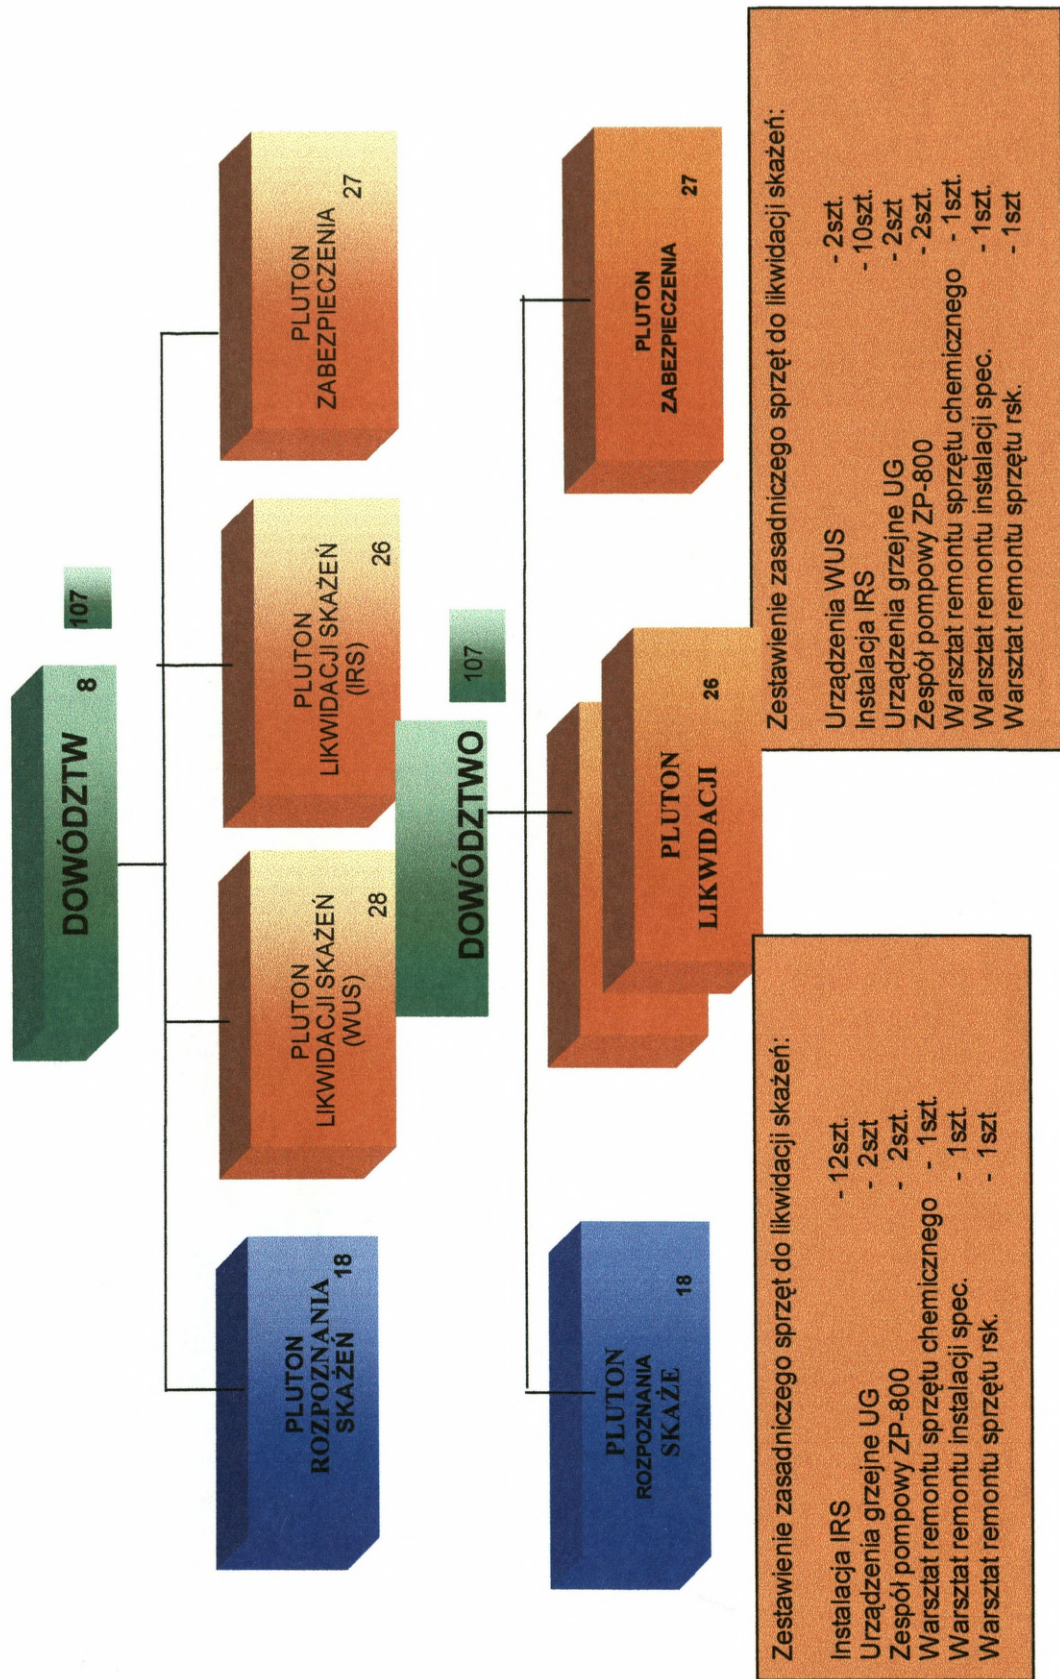 DOWÓDZTW
8
107
PLUTON
ROZPOZNANIA
SKAŻEŃ
18
PLUTON
LIKWIDACJI SKAŻEŃ
(WUS)
28
PLUTON
LIKWIDACJI SKAŻEŃ
(IRS)
26
PLUTON
ZABEZPIECZENIA
27
DOWÓDZTWO
107
PLUTON
ROZPOZNANIA
SKAŻE
18
PLUTON
LIKWIDACJI
26
PLUTON
ZABEZPIECZENIA
27
Zestawienie zasadniczego sprzęt do likwidacji skażeń:
Instalacja IRS - 12szt.
Urządzenia grzejne UG - 2szt
Zespół pompowy ZP-800 - 2szt.
Warsztat remontu sprzętu chemicznego - 1szt.
Warsztat remontu instalacji spec. - 1szt.
Warsztat remontu sprzętu rsk. - 1szt
Zestawienie zasadniczego sprzęt do likwidacji skażeń:
Urządzenia WUS - 2szt.
Instalacja IRS - 10szt.
Urządzenia grzejne UG - 2szt
Zespół pompowy ZP-800 - 2szt.
Warsztat remontu sprzętu chemicznego - 1szt.
Warsztat remontu instalacji spec. - 1szt.
Warsztat remontu sprzętu rsk. - 1szt